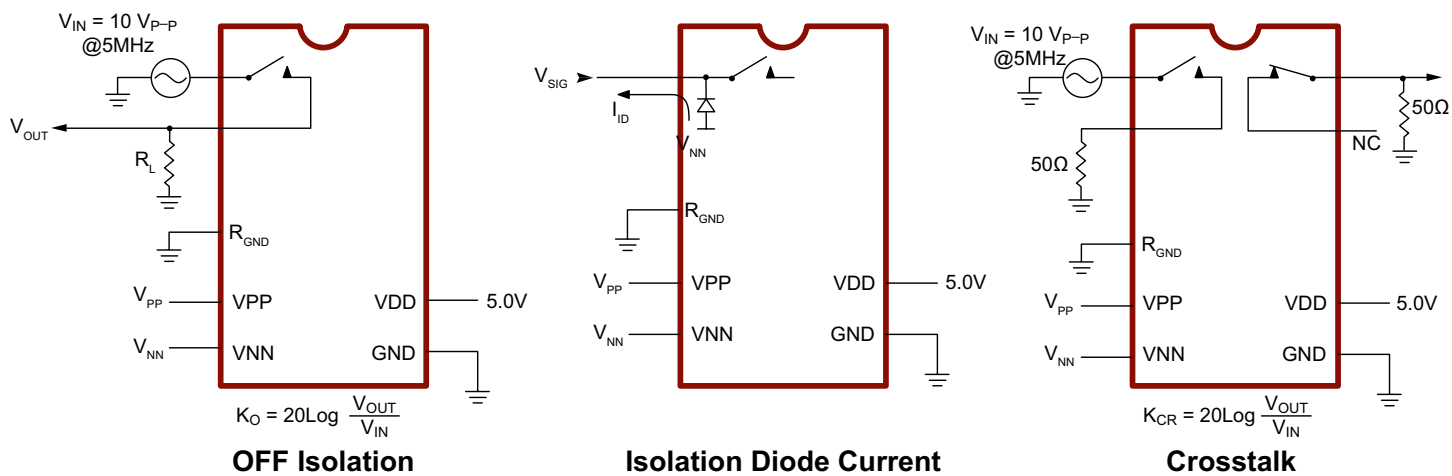 V_IN = 10 V_P–P
@5MHz
V_OUT
R_L
R_GND
V_PP
VPP
VDD
5.0V
V_NN
VNN
GND
K_O = 20Log V_OUT / V_IN
OFF Isolation
V_SIG
I_ID
V_NN
R_GND
V_PP
VPP
VDD
5.0V
V_NN
VNN
GND
Isolation Diode Current
V_IN = 10 V_P–P
@5MHz
50Ω
NC
50Ω
R_GND
V_PP
VPP
VDD
5.0V
V_NN
VNN
GND
K_CR = 20Log V_OUT / V_IN
Crosstalk